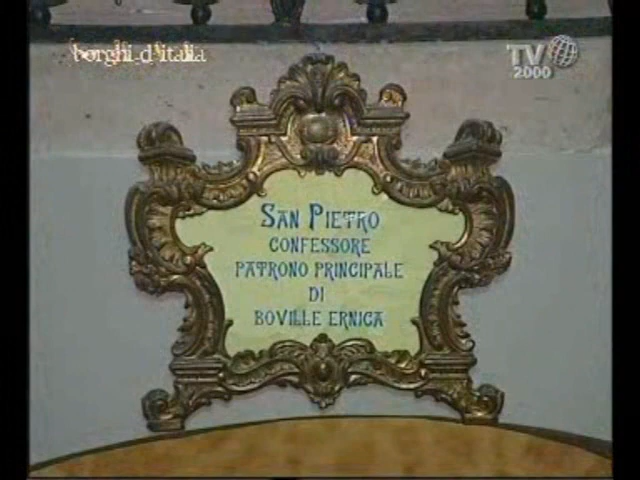 borghi d'italia
TV
2000
SAN PIETRO
CONFESSORE
PATRONO PRINCIPALE
DI
BOVILLE ERNICA